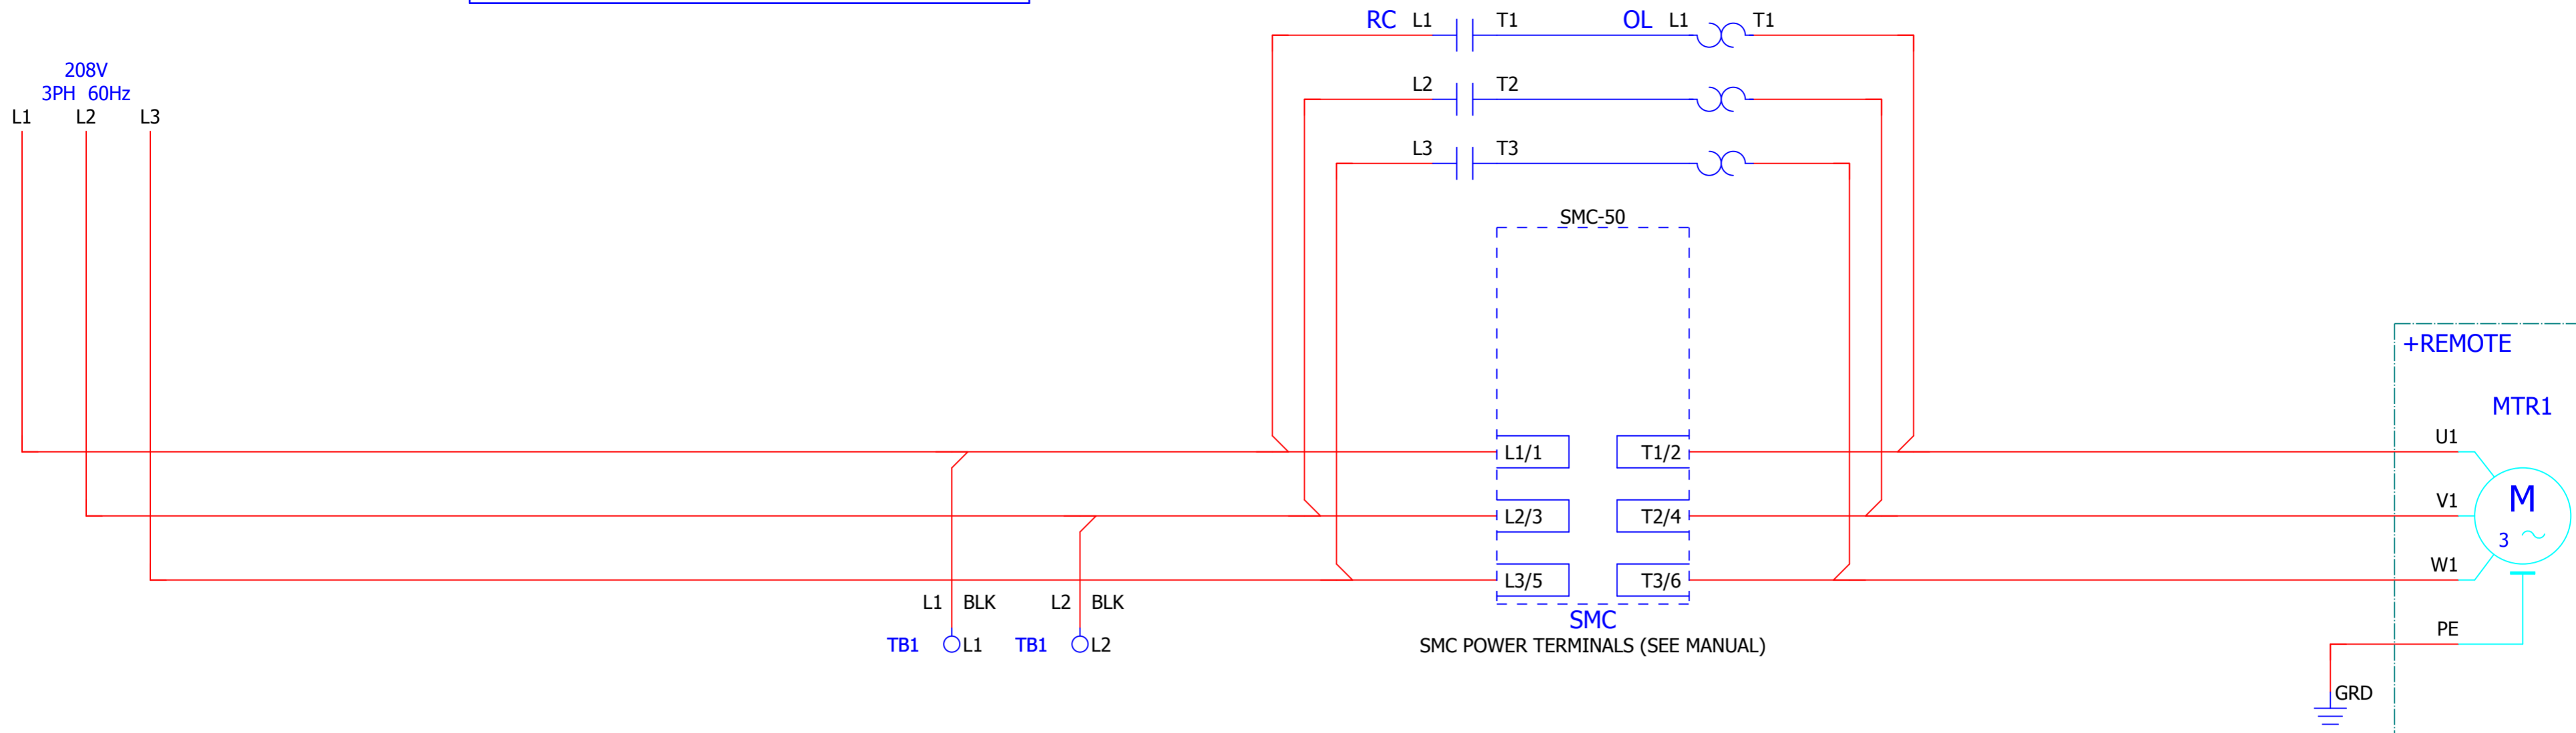 RC L1 T1 OL L1 T1
208V
3PH 60Hz
L1 L2 L3
L2 T2
L3 T3
SMC-50
+REMOTE
MTR1
U1
L1/1 T1/2
V1
M
3
L2/3 T2/4
W1
L3/5 T3/6
L1 BLK L2 BLK
SMC
TB1 L1 TB1 L2
SMC POWER TERMINALS (SEE MANUAL)
PE
GRD